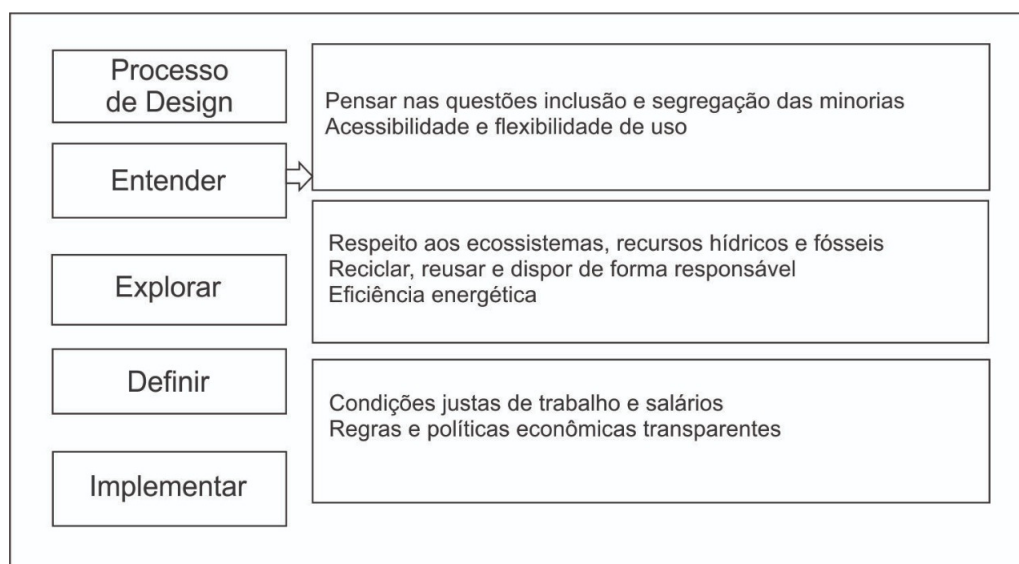 Processo
de Design
Entender
Explorar
Definir
Implementar
Pensar nas questões inclusão e segregação das minorias
Acessibilidade e flexibilidade de uso
Respeito aos ecossistemas, recursos hídricos e fósseis
Reciclar, reusar e dispor de forma responsável
Eficiência energética
Condições justas de trabalho e salários
Regras e políticas econômicas transparentes